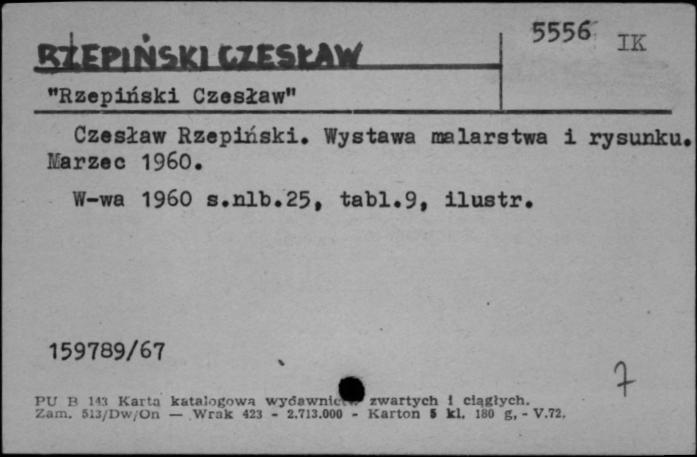 RZEPIŃSKI CZESŁAW
5556 IK
"Rzepiński Czesław"
Czesław Rzepiński. Wystawa malarstwa i rysunku.
Marzec 1960.
W-wa 1960 s.nlb.25, tabl.9, ilustr.
159789/67
7
PU B 143 Karta katalogowa wydawnictw zwartych i ciągłych.
Zam. 513/Dw/On — Wrak 423 - 2.713.000 - Karton 5 kl. 180 g. - V.72.